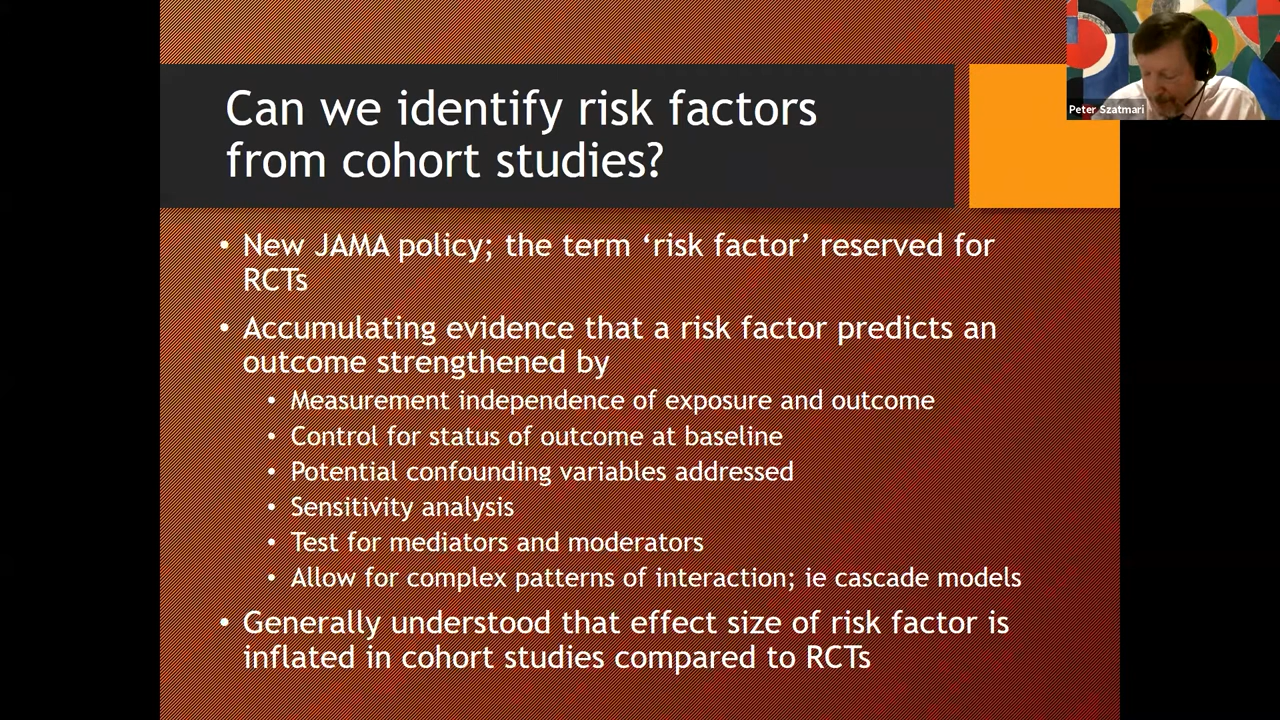 Can we identify risk factors
from cohort studies?
Peter Szatmari
• New JAMA policy; the term ‘risk factor’ reserved for
RCTs
• Accumulating evidence that a risk factor predicts an
outcome strengthened by
• Measurement independence of exposure and outcome
• Control for status of outcome at baseline
• Potential confounding variables addressed
• Sensitivity analysis
• Test for mediators and moderators
• Allow for complex patterns of interaction; ie cascade models
• Generally understood that effect size of risk factor is
inflated in cohort studies compared to RCTs